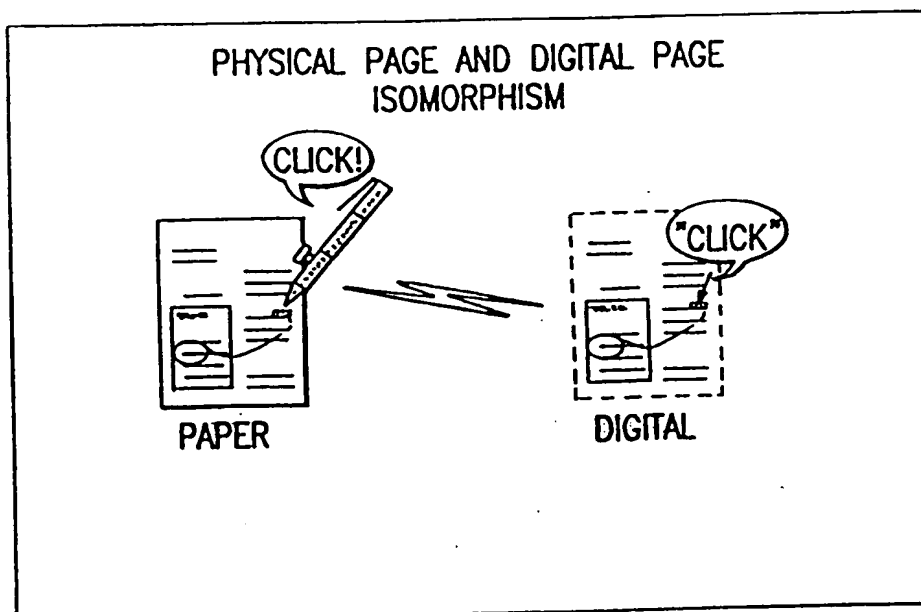 PHYSICAL PAGE AND DIGITAL PAGE
ISOMORPHISM
CLICK!
"CLICK"
PAPER
DIGITAL